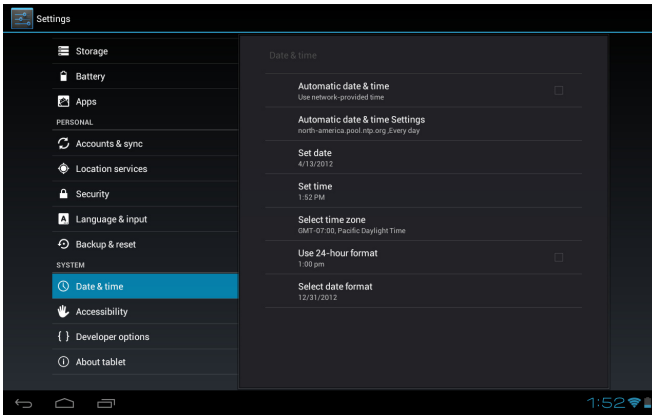 Settings
Storage
Battery
Apps
PERSONAL
Accounts & sync
Location services
Security
A Language & input
Backup & reset
SYSTEM
Date & time
Accessibility
{ } Developer options
About tablet
Date & time
Automatic date & time
Use network-provided time
Automatic date & time Settings
north-america.pool.ntp.org ,Every day
Set date
4/13/2012
Set time
1:52 PM
Select time zone
GMT-07:00, Pacific Daylight Time
Use 24-hour format
1:00 pm
Select date format
12/31/2012
1:52